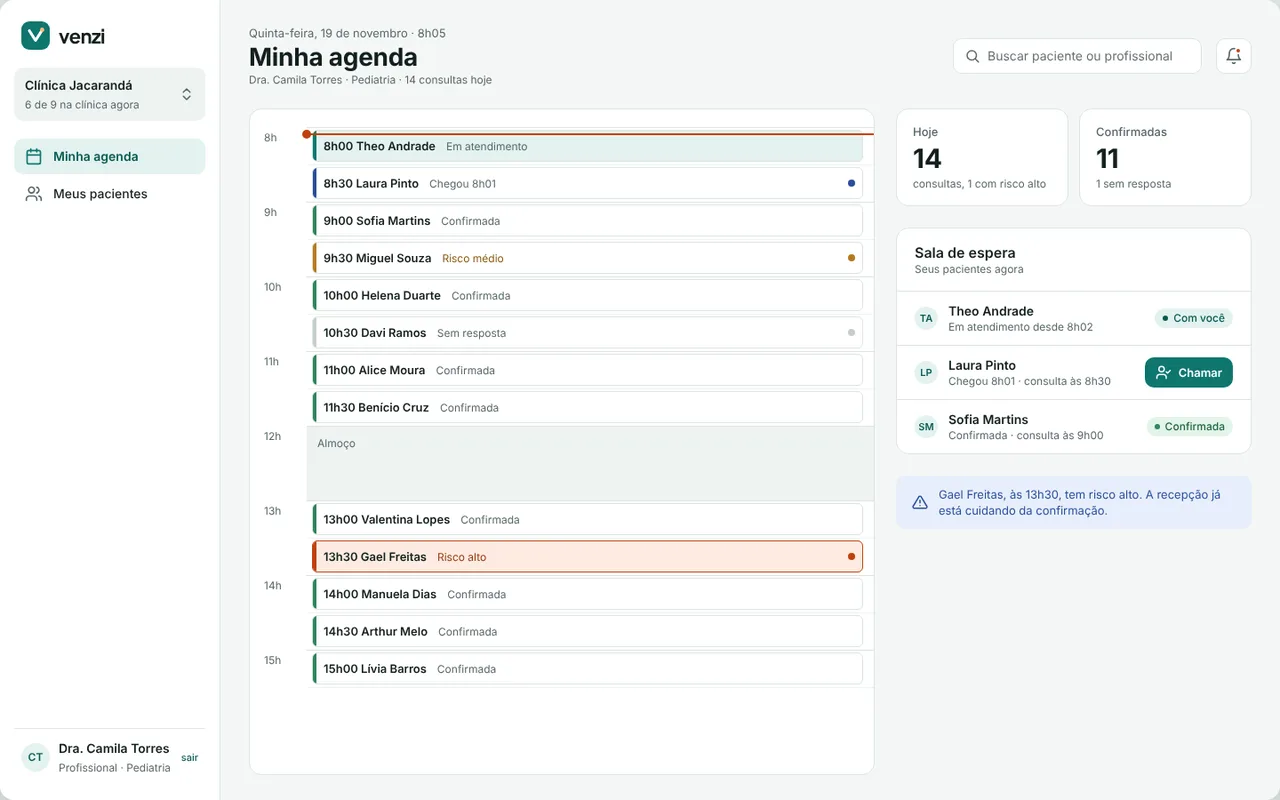 venzi
Clínica Jacarandá
6 de 9 na clínica agora
Minha agenda
Meus pacientes
CT
Dra. Camila Torres
Profissional · Pediatria
sair
Quinta-feira, 19 de novembro · 8h05
Minha agenda
Dra. Camila Torres · Pediatria · 14 consultas hoje
Buscar paciente ou profissional
8h
8h00 Theo Andrade Em atendimento
8h30 Laura Pinto Chegou 8h01
9h
9h00 Sofia Martins Confirmada
9h30 Miguel Souza Risco médio
10h
10h00 Helena Duarte Confirmada
10h30 Davi Ramos Sem resposta
11h
11h00 Alice Moura Confirmada
11h30 Benício Cruz Confirmada
12h
Almoço
13h
13h00 Valentina Lopes Confirmada
13h30 Gael Freitas Risco alto
14h
14h00 Manuela Dias Confirmada
14h30 Arthur Melo Confirmada
15h
15h00 Lívia Barros Confirmada
Hoje
14
consultas, 1 com risco alto
Confirmadas
11
1 sem resposta
Sala de espera
Seus pacientes agora
TA
Theo Andrade
Em atendimento desde 8h02
Com você
LP
Laura Pinto
Chegou 8h01 · consulta às 8h30
Chamar
SM
Sofia Martins
Confirmada · consulta às 9h00
Confirmada
Gael Freitas, às 13h30, tem risco alto. A recepção já
está cuidando da confirmação.